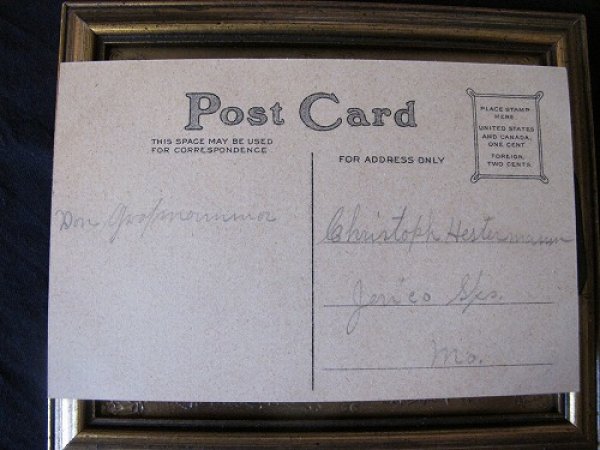 Post Card
THIS SPACE MAY BE USED
FOR CORRESPONDENCE
FOR ADDRESS ONLY
PLACE STAMP
HERE
UNITED STATES
AND CANADA,
ONE CENT
FOREIGN,
TWO CENTS.
Von Grossmamma
Christoph Hestermann
Jerico Sps.
Mo.